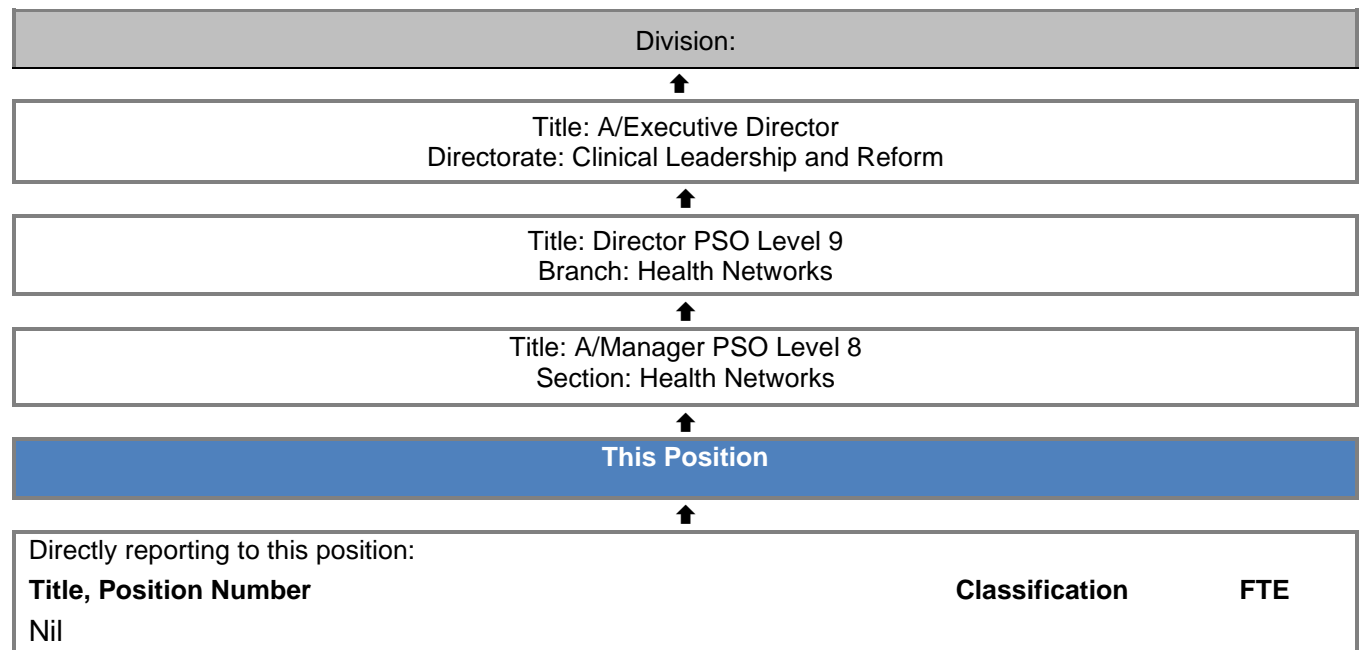 Division:
Title: A/Executive Director
Directorate: Clinical Leadership and Reform
Title: Director PSO Level 9
Branch: Health Networks
Title: A/Manager PSO Level 8
Section: Health Networks
This Position
Directly reporting to this position:
Title, Position Number Classification FTE
Nil